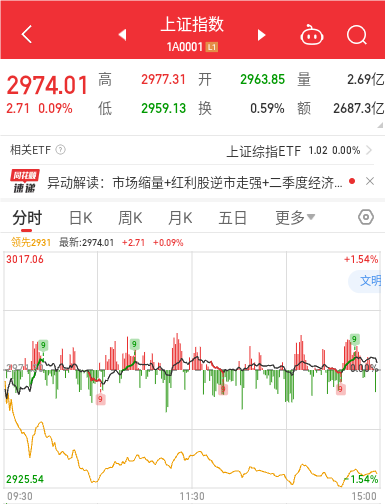 上证指数
1A0001 L1
2974.01 高 2977.31 开 2963.85 量 2.69亿
2.71 0.09% 低 2959.13 换 0.59% 额 2687.3亿
相关ETF ? 上证综指ETF 1.02 0.00%
同花顺
速递
异动解读：市场缩量+红利股逆市走强+二季度经济...
分时 日K 周K 月K 五日 更多
领先2931 最新:2974.01 +2.71 +0.09%
3017.06 +1.54%
文明
9 9 9
0.00%
9 9 9
2925.54 -1.54%
09:30 11:30 15:00